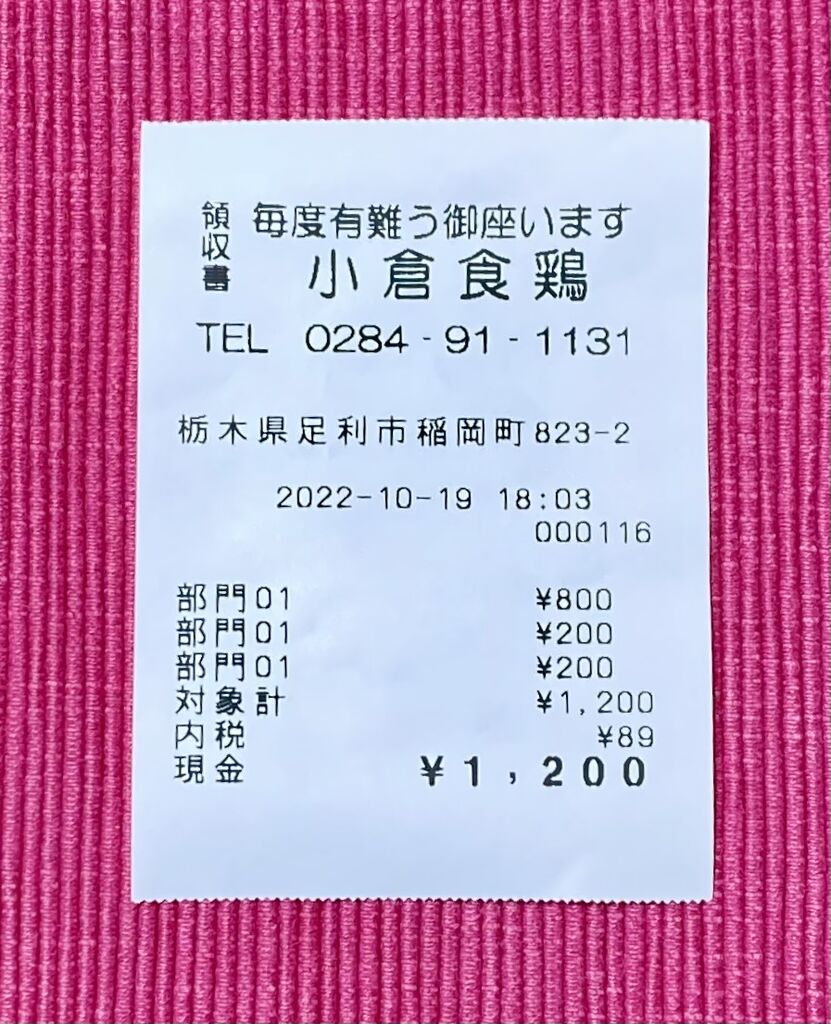 領収書
毎度有難う御座います
小倉食鶏
TEL 0284-91-1131
栃木県足利市稲岡町823-2
2022-10-19 18:03
000116
部門01 ¥800
部門01 ¥200
部門01 ¥200
対象計 ¥1,200
内税 ¥89
現金 ¥1,200